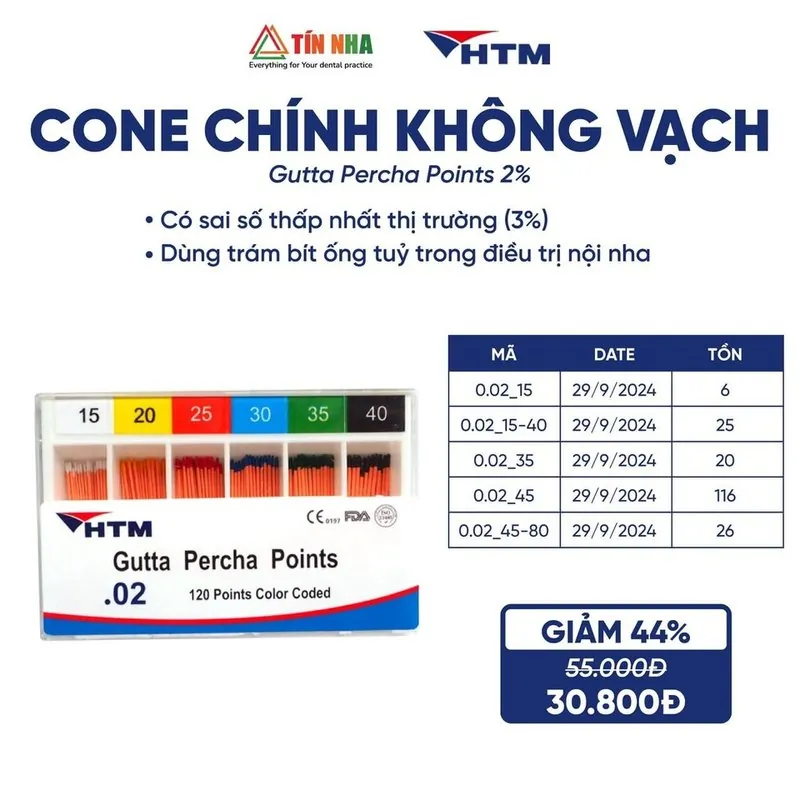 TÍN NHA
Everything for Your dental practice
HTM
CONE CHÍNH KHÔNG VẠCH
Gutta Percha Points 2%
• Có sai số thấp nhất thị trường (3%)
• Dùng trám bít ống tuỷ trong điều trị nội nha
15 20 25 30 35 40
HTM
CE 0197 FDA ISO
Gutta Percha Points
.02 120 Points Color Coded
MÃ DATE TỒN
0.02_15 29/9/2024 6
0.02_15-40 29/9/2024 25
0.02_35 29/9/2024 20
0.02_45 29/9/2024 116
0.02_45-80 29/9/2024 26
GIẢM 44%
55.000Đ
30.800Đ